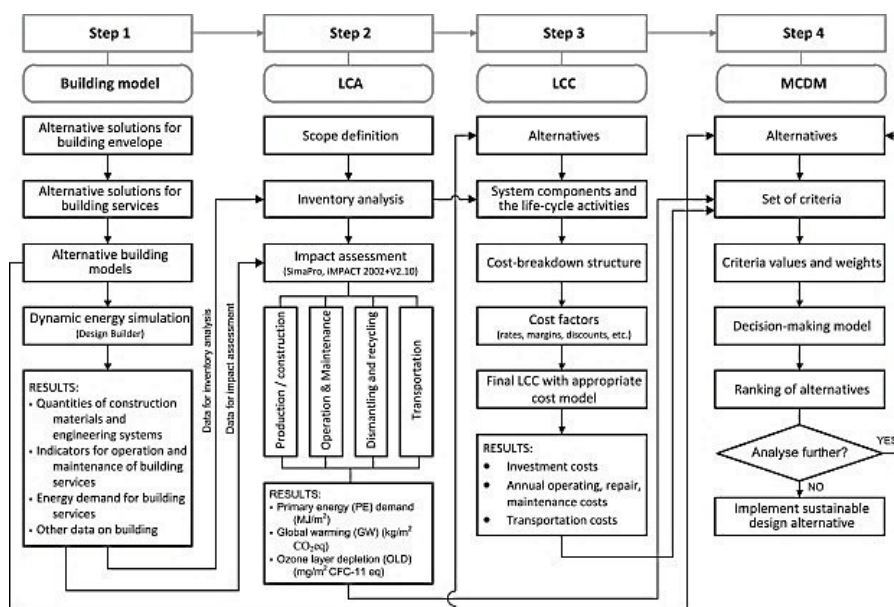 Step 1
Step 2
Step 3
Step 4
Building model
LCA
LCC
MCDM
Alternative solutions for
building envelope
Alternative solutions for
building services
Alternative building
models
Dynamic energy simulation
(Design Builder)
RESULTS:
• Quantities of construction
materials and
engineering systems
• Indicators for operation and
maintenance of building
services
• Energy demand for building
services
• Other data on building
Data for inventory analysis
Data for impact assessment
Scope definition
Inventory analysis
Impact assessment
(SimaPro, iMPACT 2002+V2.10)
Production / construction
Operation & Maintenance
Dismantling and recycling
Transportation
RESULTS:
• Primary energy (PE) demand
(MJ/m²)
• Global warming (GW) (kg/m²
CO₂eq)
• Ozone layer depletion (OLD)
(mg/m² CFC-11 eq)
Alternatives
System components and
the life-cycle activities
Cost-breakdown structure
Cost factors
(rates, margins, discounts, etc.)
Final LCC with appropriate
cost model
RESULTS:
• Investment costs
• Annual operating, repair,
maintenance costs
• Transportation costs
Alternatives
Set of criteria
Criteria values and weights
Decision-making model
Ranking of alternatives
Analyse further?
YES
NO
Implement sustainable
design alternative